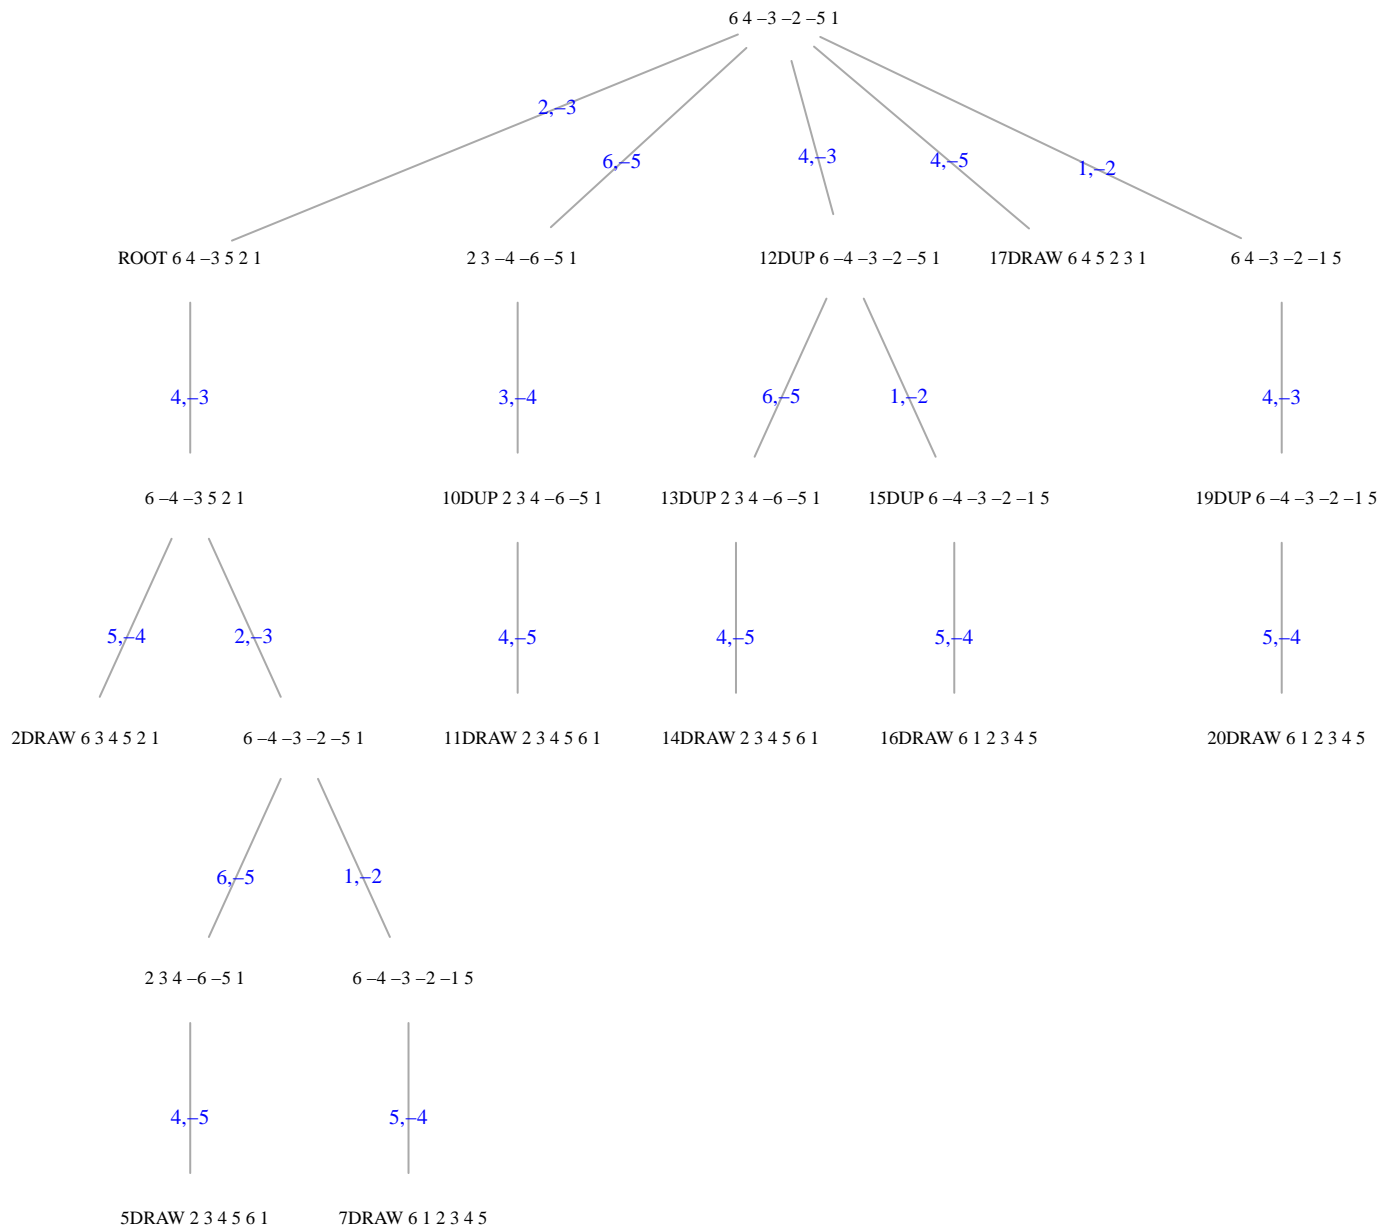 6 4 –3 –2 –5 1
2,–3
6,–5
4,–3
4,–5
1,–2
ROOT 6 4 –3 5 2 1
2 3 –4 –6 –5 1
12DUP 6 –4 –3 –2 –5 1
17DRAW 6 4 5 2 3 1
6 4 –3 –2 –1 5
4,–3
3,–4
6,–5
1,–2
4,–3
6 –4 –3 5 2 1
10DUP 2 3 4 –6 –5 1
13DUP 2 3 4 –6 –5 1
15DUP 6 –4 –3 –2 –1 5
19DUP 6 –4 –3 –2 –1 5
5,–4
2,–3
4,–5
4,–5
5,–4
5,–4
2DRAW 6 3 4 5 2 1
6 –4 –3 –2 –5 1
11DRAW 2 3 4 5 6 1
14DRAW 2 3 4 5 6 1
16DRAW 6 1 2 3 4 5
20DRAW 6 1 2 3 4 5
6,–5
1,–2
2 3 4 –6 –5 1
6 –4 –3 –2 –1 5
4,–5
5,–4
5DRAW 2 3 4 5 6 1
7DRAW 6 1 2 3 4 5